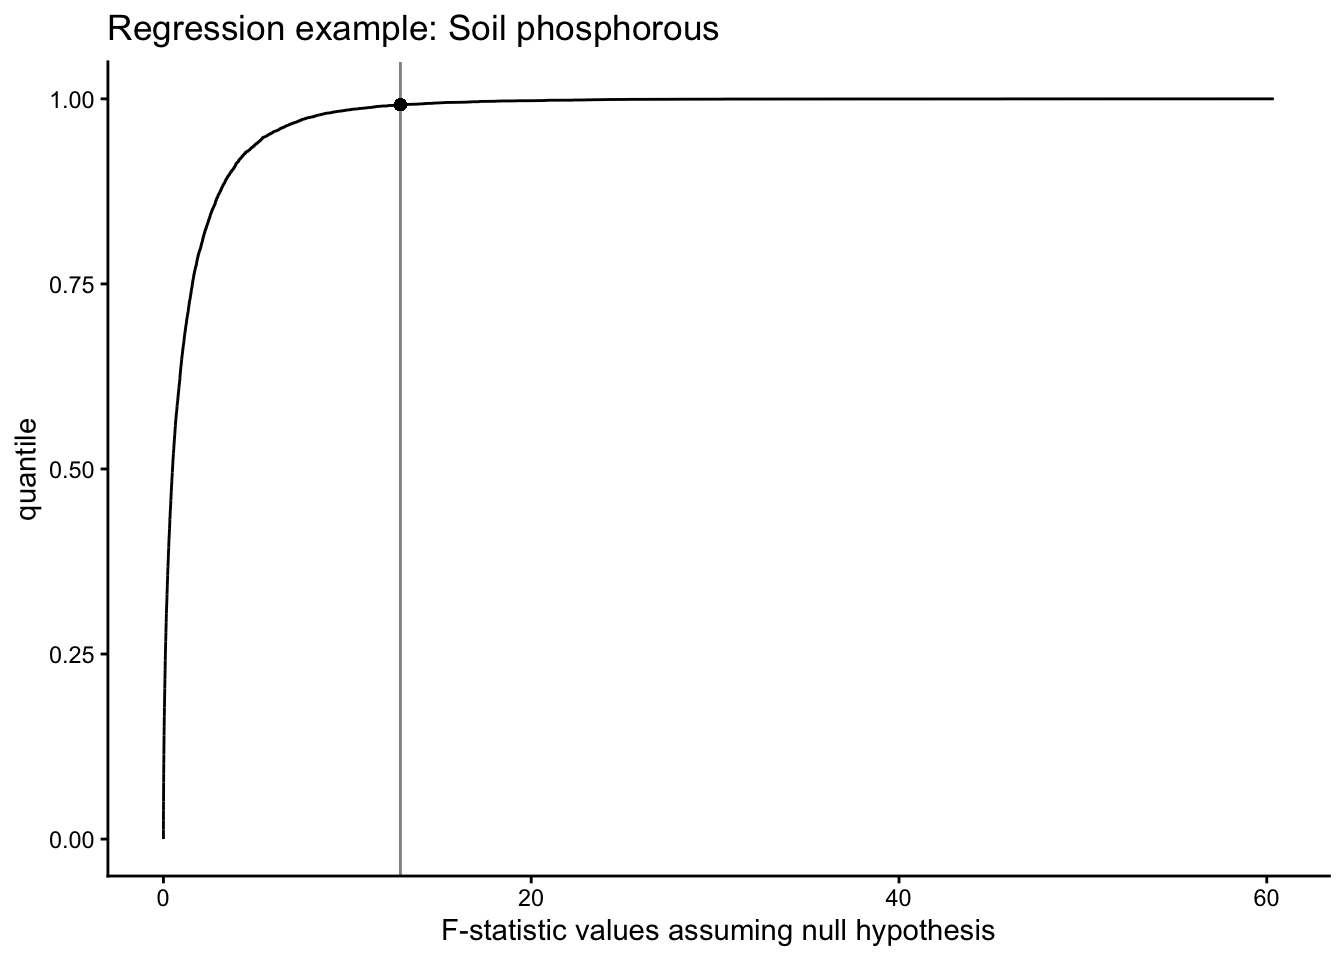 Regression example: Soil phosphorous
1.00
0.75
0.50
0.25
0.00
quantile
0 20 40 60
F-statistic values assuming null hypothesis